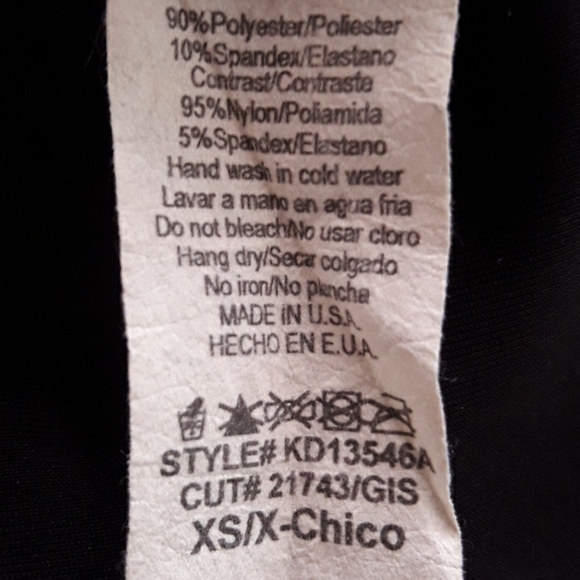 90%Polyester/Poliester
10%Spandex/Elastano
Contrast/Contraste
95%Nylon/Poliamida
5%Spandex/Elastano
Hand wash in cold water
Lavar a mano en agua fria
Do not bleach/No usar cloro
Hang dry/Secar colgado
No iron/No planche
MADE IN U.S.A.
HECHO EN E.U.A.
STYLE# KD13546A
CUT# 21743/GIS
XS/X-Chico